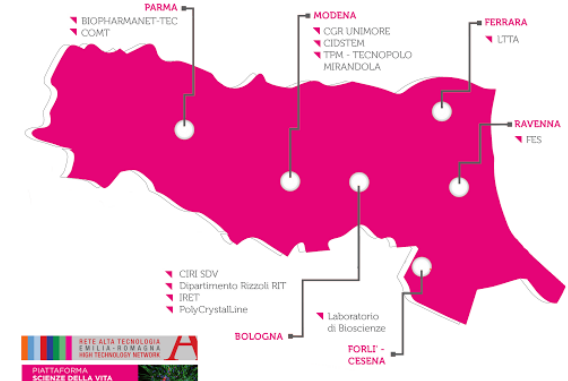 PARMA
BIOPHARMANET-TEC
COMT
MODENA
CGR UNIMORE
CIDSTEM
TPM - TECNOPOLO
MIRANDOLA
FERRARA
LTTA
RAVENNA
FES
CIRI SDV
Dipartimento Rizzoli RIT
IRET
PolyCrystalLine
BOLOGNA
Laboratorio
di Bioscienze
FORLI' -
CESENA
RETE ALTA TECNOLOGIA
EMILIA-ROMAGNA
HIGH TECHNOLOGY NETWORK
PIATTAFORMA
SCIENZE DELLA VITA